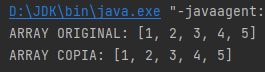 D:\JDK\bin\java.exe "-javaagent:
ARRAY ORIGINAL: [1, 2, 3, 4, 5]
ARRAY COPIA: [1, 2, 3, 4, 5]